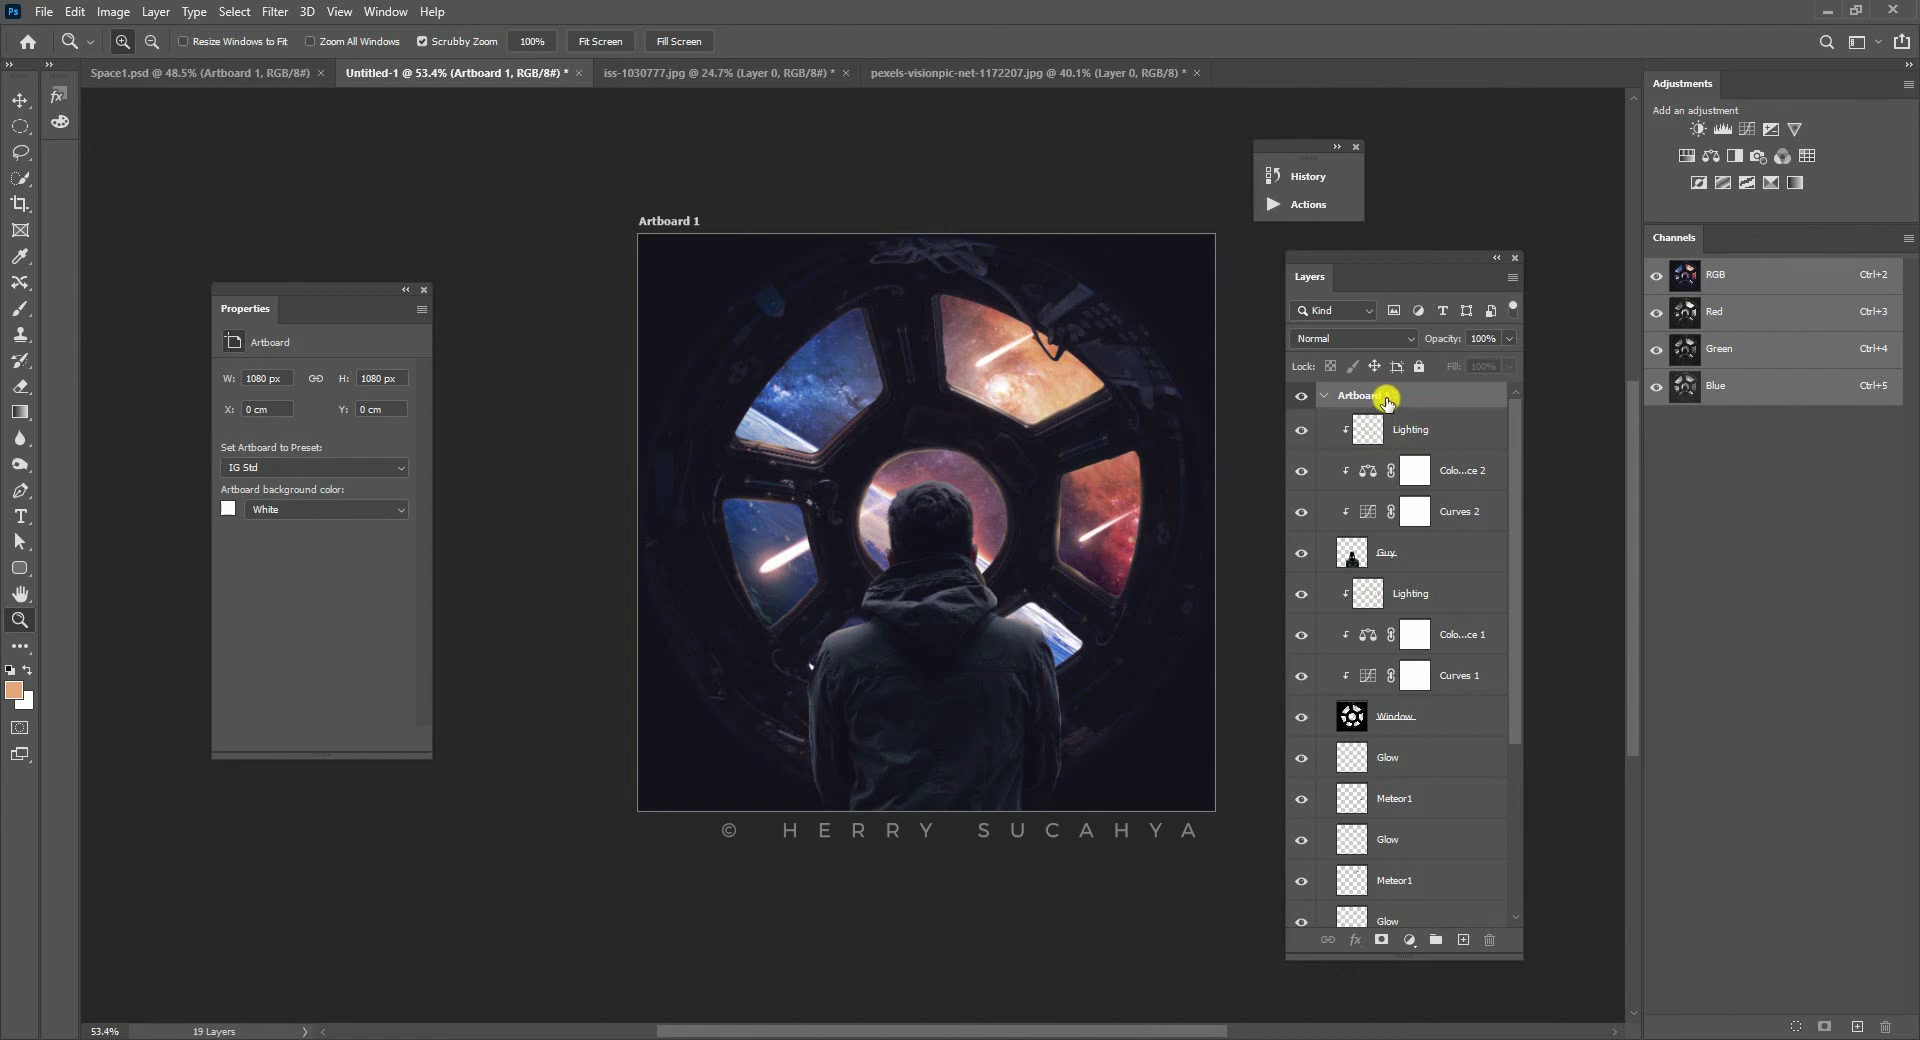 Ps File Edit Image Layer Type Select Filter 3D View Window Help
Resize Windows to Fit Zoom All Windows Scrubby Zoom 100% Fit Screen Fill Screen
Space1.psd @ 48.5% (Artboard 1, RGB/8#) × Untitled-1 @ 53.4% (Artboard 1, RGB/8#) * × iss-1030777.jpg @ 24.7% (Layer 0, RGB/8#) * × pexels-visionpic-net-1172207.jpg @ 40.1% (Layer 0, RGB/8) * ×
Adjustments
Add an adjustment
History
Actions
Artboard 1
Channels
RGB Ctrl+2
Red Ctrl+3
Green Ctrl+4
Blue Ctrl+5
Properties
Artboard
W: 1080 px H: 1080 px
X: 0 cm Y: 0 cm
Set Artboard to Preset:
IG Std
Artboard background color:
White
Layers
Kind
Normal Opacity: 100%
Lock: Fill: 100%
Artboard
Lighting
Colo...ce 2
Curves 2
Guy
Lighting
Colo...ce 1
Curves 1
Window
Glow
Meteor1
Glow
Meteor1
Glow
fx
fx
© HERRY SUCAHYA
53.4% 19 Layers